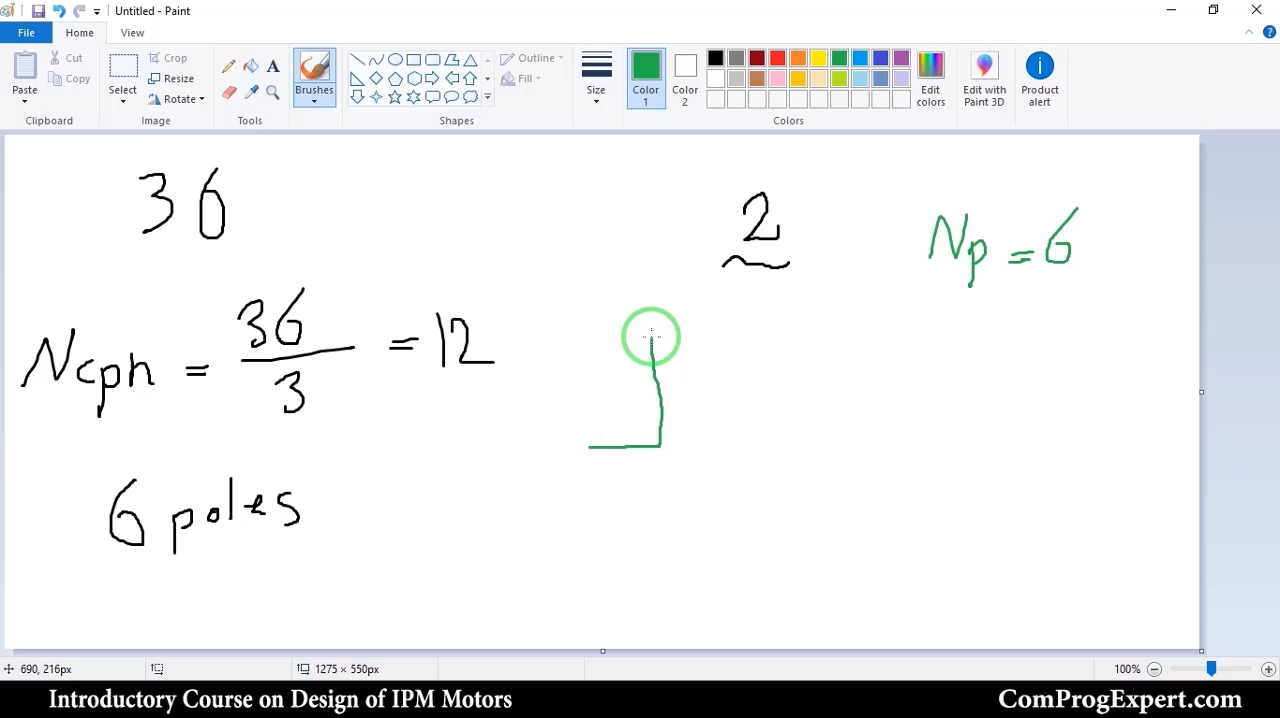 Untitled - Paint
File Home View
Paste
Cut
Copy
Clipboard
Select
Crop
Resize
Rotate
Image
A
Tools
Brushes
Outline
Fill
Shapes
Size
Color 1
Color 2
Edit colors
Colors
Edit with Paint 3D
Product alert
36
2
Np = 6
Ncph = 36/3 = 12
6 poles
690, 216px
1275 × 550px
100%
Introductory Course on Design of IPM Motors
ComProgExpert.com